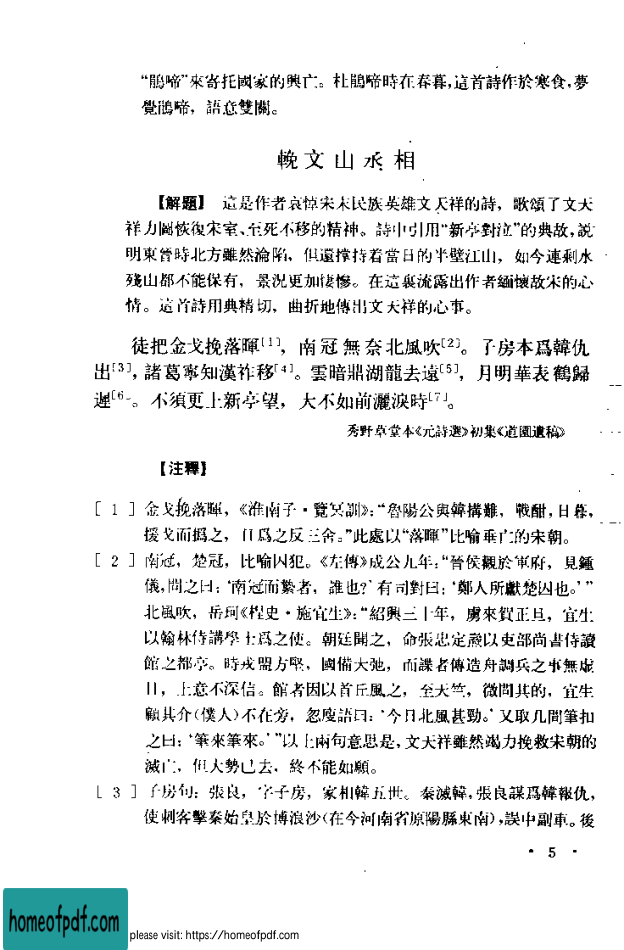 “鵑啼”來寄托國家的興亡。杜鵑啼時在春暮，這首詩作於寒食，夢
覺鵑啼，語意雙關。
輓文山丞相
【解題】 這是作者哀悼宋末民族英雄文天祥的詩，歌頌了文天
祥力圖恢復宋室、至死不移的精神。詩中引用“新亭對泣”的典故，說
明東晉時北方雖然淪陷，但還撑持着當日的半壁江山，如今連剩水
殘山都不能保有，景況更加悽慘。在這裏流露出作者緬懷故宋的心
情。這首詩用典精切，曲折地傳出文天祥的心事。
徒把金戈挽落暉[1]，南冠無奈北風吹[2]。子房本爲韓仇
出[3]，諸葛寧知漢祚移[4]。雲暗鼎湖龍去遠[5]，月明華表鶴歸
遲[6]。不須更上新亭望，大不如前灑淚時[7]。
秀野草堂本《元詩選》初集《道園遺稿》
【注釋】
[1] 金戈挽落暉，《淮南子·覽冥訓》：“魯陽公與韓構難，戰酣，日暮，
援戈而撝之，日爲之反三舍。”此處以“落暉”比喻垂亡的宋朝。
[2] 南冠，楚冠，比喻囚犯。《左傳》成公九年：“晉侯觀於軍府，見鍾
儀，問之曰：‘南冠而縶者，誰也？’有司對曰：‘鄭人所獻楚囚也。’”
北風吹，岳珂《桯史·施宜生》：“紹興三十年，虜來賀正旦，宜生
以翰林侍講學士爲之使。朝廷聞之，命張忠定燾以吏部尚書侍讀
館之都亭。時戎盟方堅，國備大弛，而諜者傳造舟調兵之事無虛
日，上意不深信。館者因以首丘風之，至天竺，微問其的，宜生
顧其介(僕人)不在旁，忽廋語曰：‘今日北風甚勁。’又取几間筆扣
之曰：‘筆來筆來。’”以上兩句意思是，文天祥雖然竭力挽救宋朝的
滅亡，但大勢已去，終不能如願。
[3] 子房句：張良，字子房，家相韓五世。秦滅韓，張良謀爲韓報仇，
使刺客擊秦始皇於博浪沙(在今河南省原陽縣東南)，誤中副車。後
• 5 •
homeofpdf.com
please visit: https://homeofpdf.com